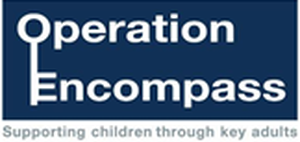 Operation
Encompass
Supporting children through key adults